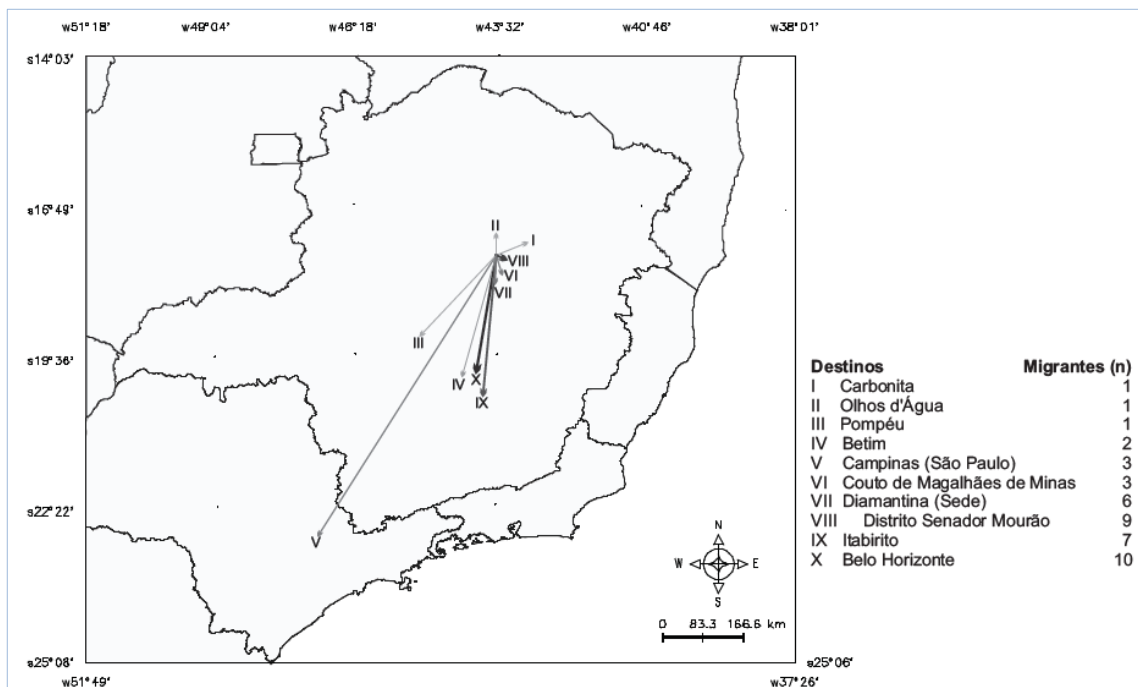 w51°18' w49°04' w46°18' w43°32' w40°46' w38°01'
s14°03'
s16°49'
II
I
VIII
VI
VII
III
s19°36'
IV X
IX
Destinos Migrantes (n)
I Carbonita 1
II Olhos d'Água 1
III Pompéu 1
IV Betim 2
V Campinas (São Paulo) 3
VI Couto de Magalhães de Minas 3
VII Diamantina (Sede) 6
VIII Distrito Senador Mourão 9
IX Itabirito 7
X Belo Horizonte 10
s22°22'
V
N
W E
S
0 83.3 166.6 km
s25°08' s25°06'
w51°49' w37°26'